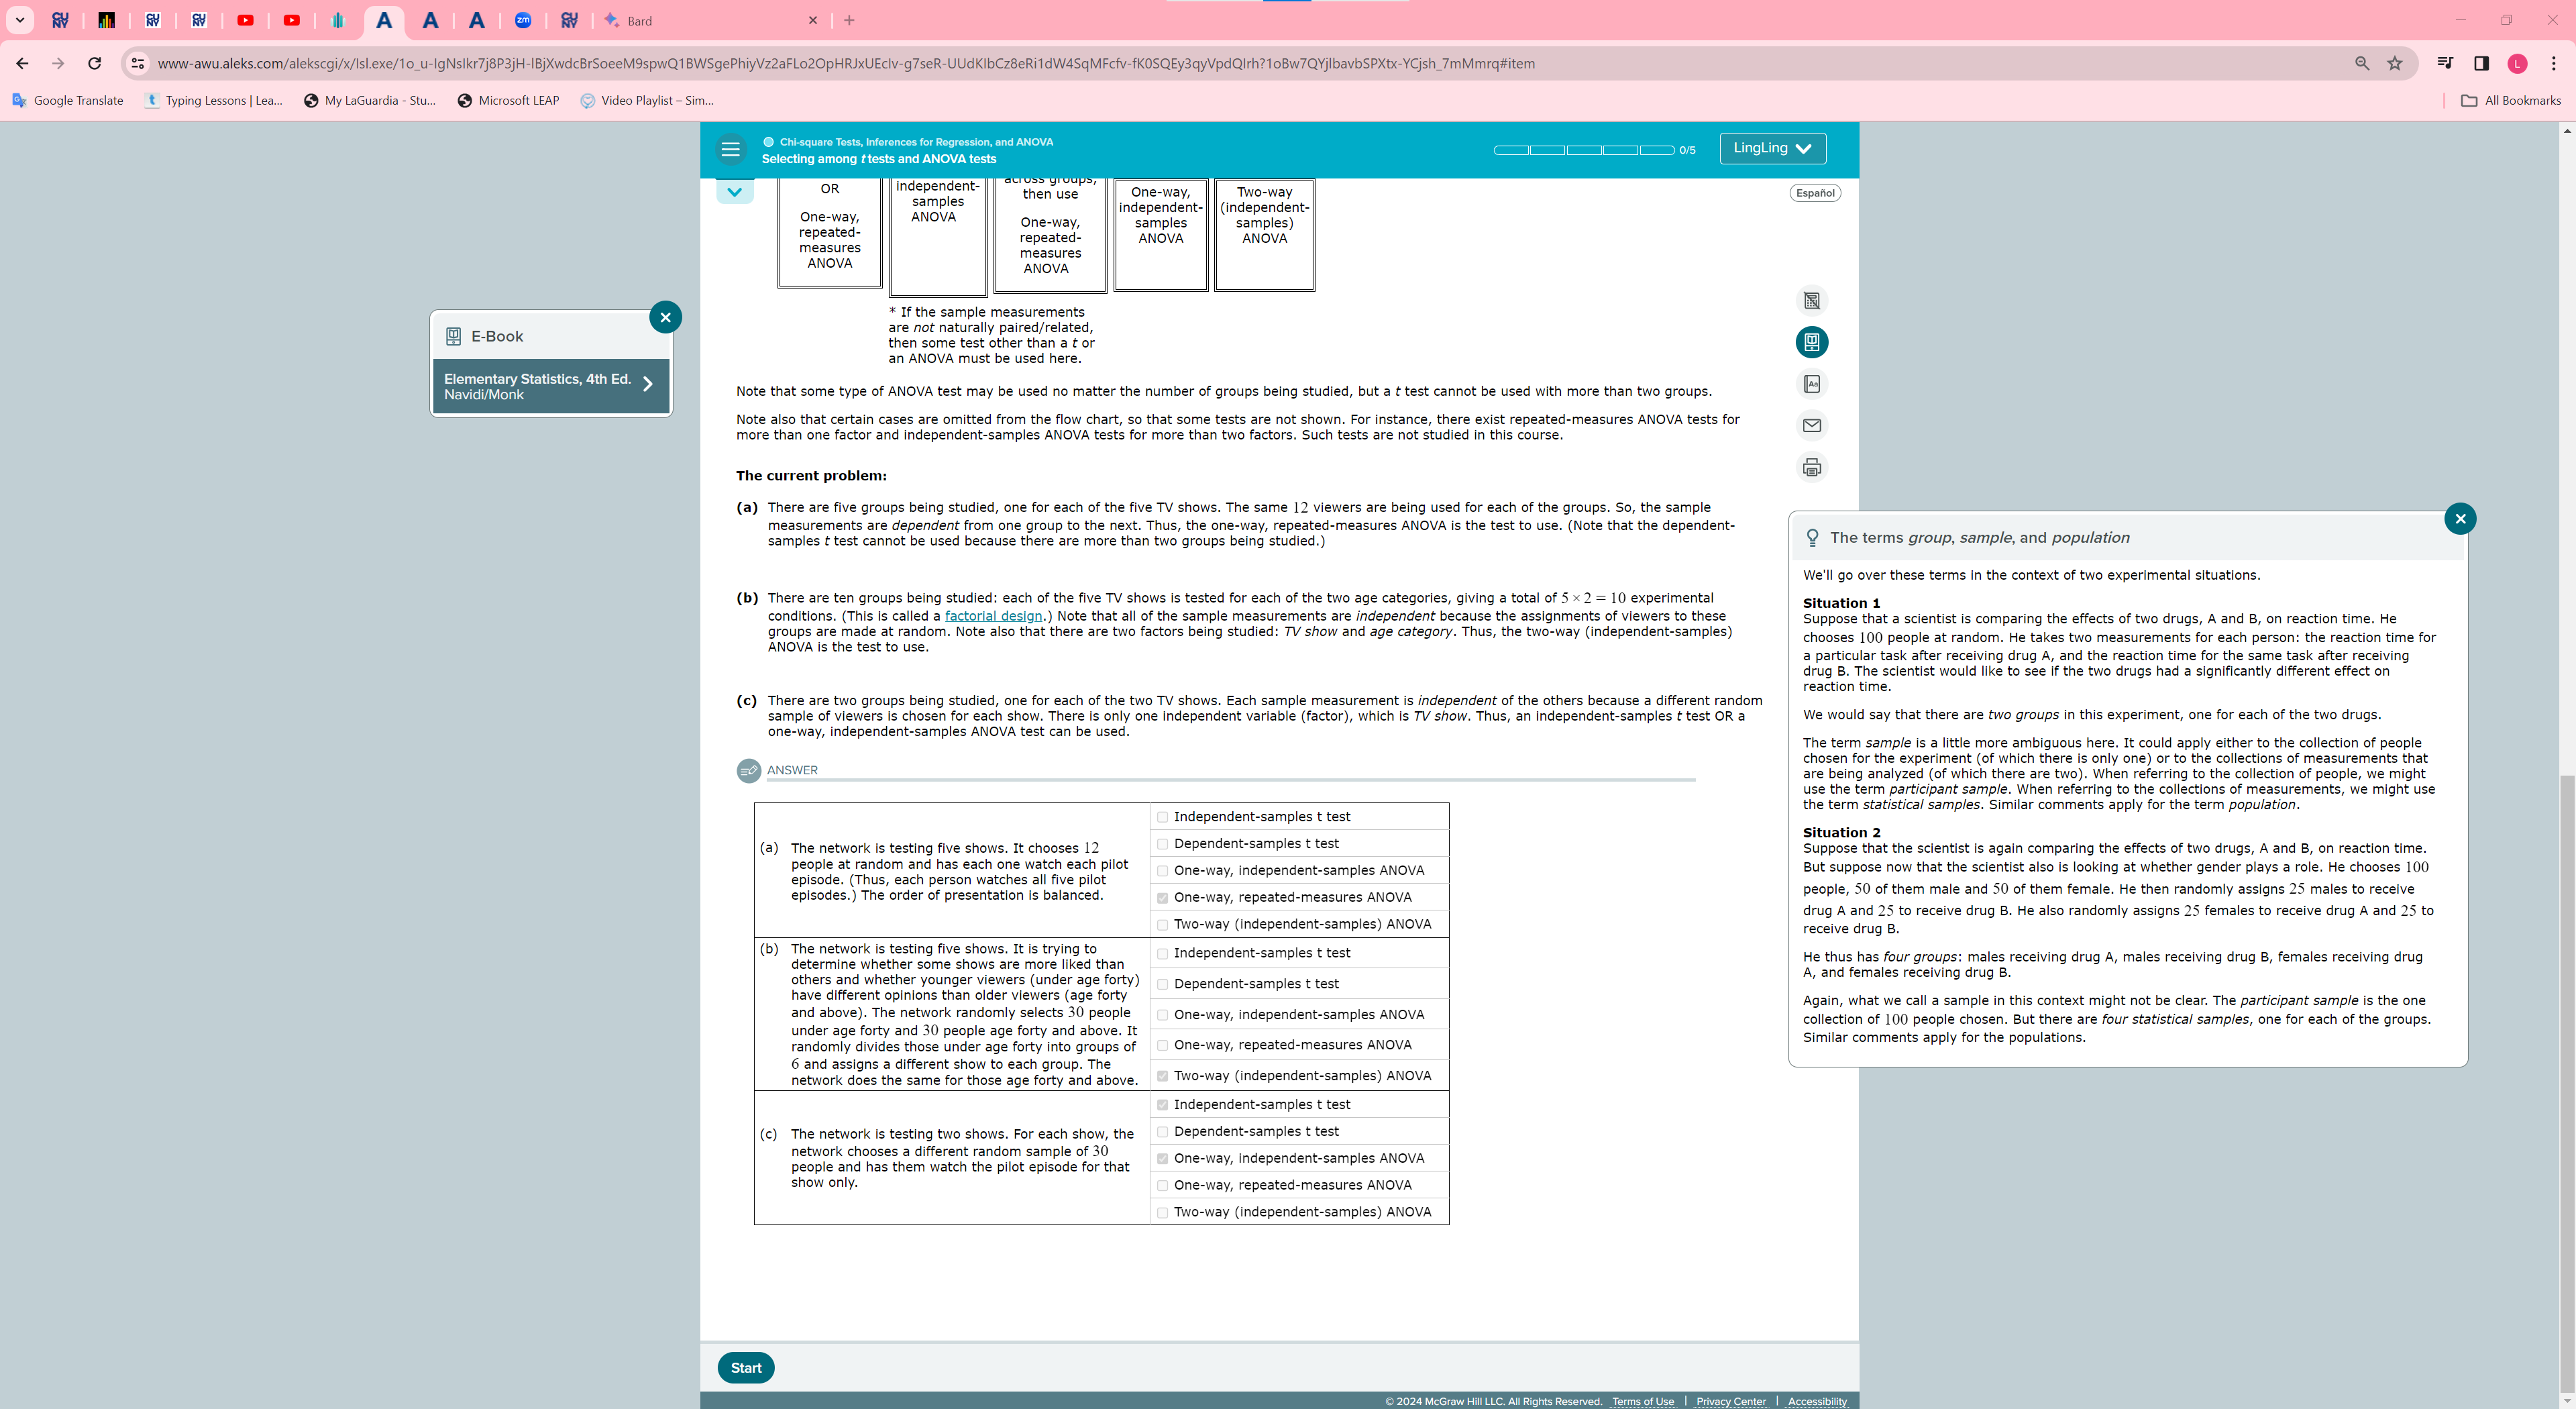 Bard
www-awu.aleks.com/alekscgi/x/Isl.exe/1o_u-IgNsIkr7j8P3jH-IBjXwdcBrSoeeM9spwQ1BWSgePhiyVz2aFLo2OpHRJxUEcIv-g7seR-UUdKIbCz8eRi1dW4SqMFcfv-fK0SQEy3qyVpdQIrh?1oBw7QYjlbavbSPXtx-YCjsh_7mMmrq#item
L
Google Translate
Typing Lessons | Lea...
My LaGuardia - Stu...
Microsoft LEAP
Video Playlist – Sim...
All Bookmarks
Chi-square Tests, Inferences for Regression, and ANOVA
Selecting among t tests and ANOVA tests
0/5
LingLing
Español
OR
One-way,
repeated-
measures
ANOVA
independent-
samples
ANOVA
across groups,
then use
One-way,
repeated-
measures
ANOVA
One-way,
independent-
samples
ANOVA
Two-way
(independent-
samples)
ANOVA
* If the sample measurements
are not naturally paired/related,
then some test other than a t or
an ANOVA must be used here.
E-Book
Elementary Statistics, 4th Ed.
Navidi/Monk
Note that some type of ANOVA test may be used no matter the number of groups being studied, but a t test cannot be used with more than two groups.
Note also that certain cases are omitted from the flow chart, so that some tests are not shown. For instance, there exist repeated-measures ANOVA tests for
more than one factor and independent-samples ANOVA tests for more than two factors. Such tests are not studied in this course.
The current problem:
(a) There are five groups being studied, one for each of the five TV shows. The same 12 viewers are being used for each of the groups. So, the sample
measurements are dependent from one group to the next. Thus, the one-way, repeated-measures ANOVA is the test to use. (Note that the dependent-
samples t test cannot be used because there are more than two groups being studied.)
(b) There are ten groups being studied: each of the five TV shows is tested for each of the two age categories, giving a total of 5 × 2 = 10 experimental
conditions. (This is called a factorial design.) Note that all of the sample measurements are independent because the assignments of viewers to these
groups are made at random. Note also that there are two factors being studied: TV show and age category. Thus, the two-way (independent-samples)
ANOVA is the test to use.
(c) There are two groups being studied, one for each of the two TV shows. Each sample measurement is independent of the others because a different random
sample of viewers is chosen for each show. There is only one independent variable (factor), which is TV show. Thus, an independent-samples t test OR a
one-way, independent-samples ANOVA test can be used.
ANSWER
(a) The network is testing five shows. It chooses 12
people at random and has each one watch each pilot
episode. (Thus, each person watches all five pilot
episodes.) The order of presentation is balanced.
Independent-samples t test
Dependent-samples t test
One-way, independent-samples ANOVA
One-way, repeated-measures ANOVA
Two-way (independent-samples) ANOVA
(b) The network is testing five shows. It is trying to
determine whether some shows are more liked than
others and whether younger viewers (under age forty)
have different opinions than older viewers (age forty
and above). The network randomly selects 30 people
under age forty and 30 people age forty and above. It
randomly divides those under age forty into groups of
6 and assigns a different show to each group. The
network does the same for those age forty and above.
Independent-samples t test
Dependent-samples t test
One-way, independent-samples ANOVA
One-way, repeated-measures ANOVA
Two-way (independent-samples) ANOVA
(c) The network is testing two shows. For each show, the
network chooses a different random sample of 30
people and has them watch the pilot episode for that
show only.
Independent-samples t test
Dependent-samples t test
One-way, independent-samples ANOVA
One-way, repeated-measures ANOVA
Two-way (independent-samples) ANOVA
The terms group, sample, and population
We'll go over these terms in the context of two experimental situations.
Situation 1
Suppose that a scientist is comparing the effects of two drugs, A and B, on reaction time. He
chooses 100 people at random. He takes two measurements for each person: the reaction time for
a particular task after receiving drug A, and the reaction time for the same task after receiving
drug B. The scientist would like to see if the two drugs had a significantly different effect on
reaction time.
We would say that there are two groups in this experiment, one for each of the two drugs.
The term sample is a little more ambiguous here. It could apply either to the collection of people
chosen for the experiment (of which there is only one) or to the collections of measurements that
are being analyzed (of which there are two). When referring to the collection of people, we might
use the term participant sample. When referring to the collections of measurements, we might use
the term statistical samples. Similar comments apply for the term population.
Situation 2
Suppose that the scientist is again comparing the effects of two drugs, A and B, on reaction time.
But suppose now that the scientist also is looking at whether gender plays a role. He chooses 100
people, 50 of them male and 50 of them female. He then randomly assigns 25 males to receive
drug A and 25 to receive drug B. He also randomly assigns 25 females to receive drug A and 25 to
receive drug B.
He thus has four groups: males receiving drug A, males receiving drug B, females receiving drug
A, and females receiving drug B.
Again, what we call a sample in this context might not be clear. The participant sample is the one
collection of 100 people chosen. But there are four statistical samples, one for each of the groups.
Similar comments apply for the populations.
Start
© 2024 McGraw Hill LLC. All Rights Reserved. Terms of Use | Privacy Center | Accessibility